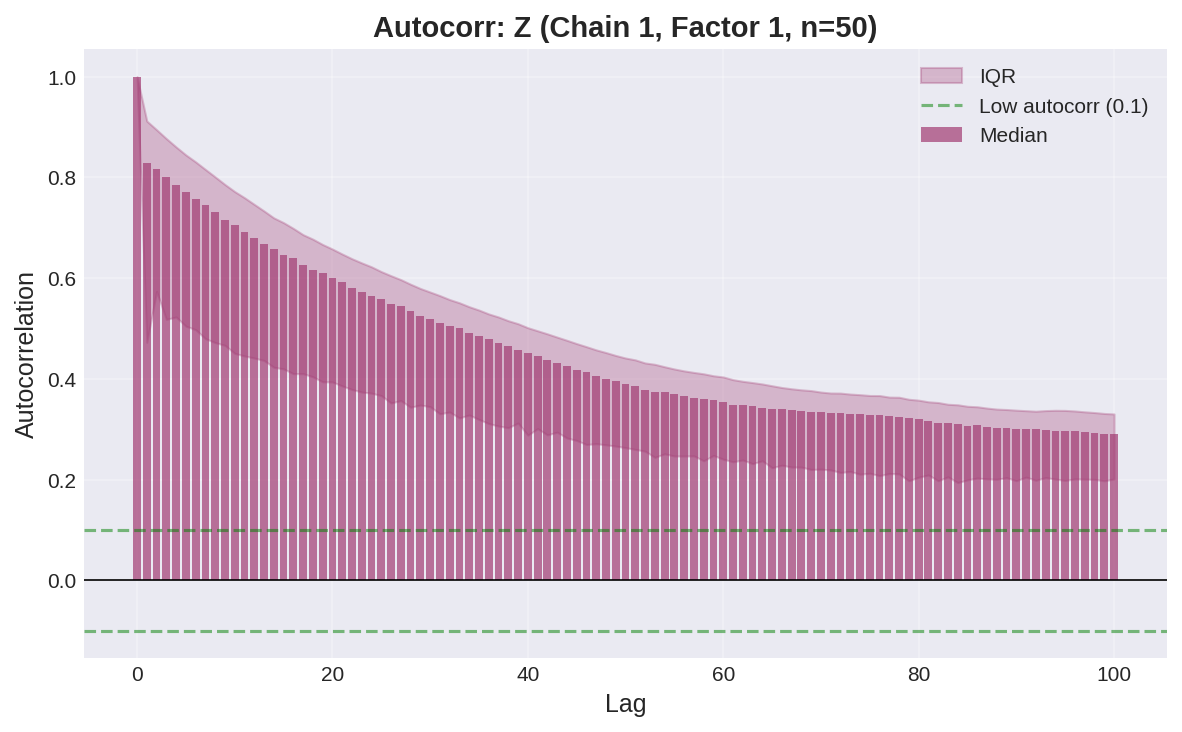 Autocorr: Z (Chain 1, Factor 1, n=50)
IQR
Low autocorr (0.1)
Median
Autocorrelation
1.0
0.8
0.6
0.4
0.2
0.0
0
20
40
60
80
100
Lag